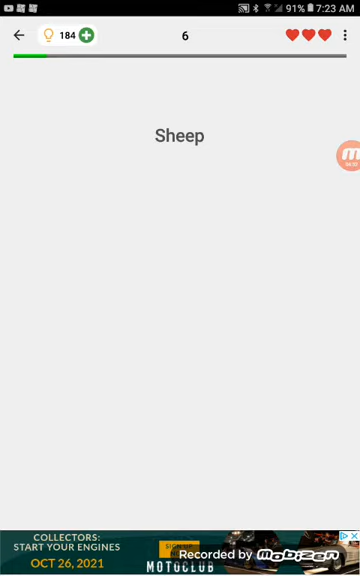 91% 7:23 AM
184
6
Sheep
COLLECTORS:
START YOUR ENGINES
OCT 26, 2021
MOTOCLUB
Recorded by mobizen